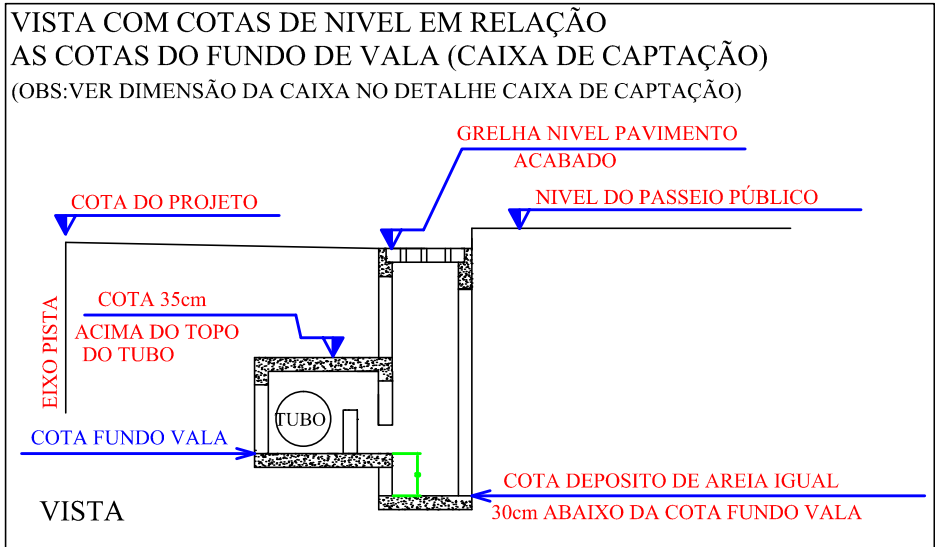 VISTA COM COTAS DE NIVEL EM RELAÇÃO
AS COTAS DO FUNDO DE VALA (CAIXA DE CAPTAÇÃO)
(OBS:VER DIMENSÃO DA CAIXA NO DETALHE CAIXA DE CAPTAÇÃO)
GRELHA NIVEL PAVIMENTO
ACABADO
COTA DO PROJETO
NIVEL DO PASSEIO PÚBLICO
EIXO PISTA
COTA 35cm
ACIMA DO TOPO
DO TUBO
TUBO
COTA FUNDO VALA
COTA DEPOSITO DE AREIA IGUAL
30cm ABAIXO DA COTA FUNDO VALA
VISTA